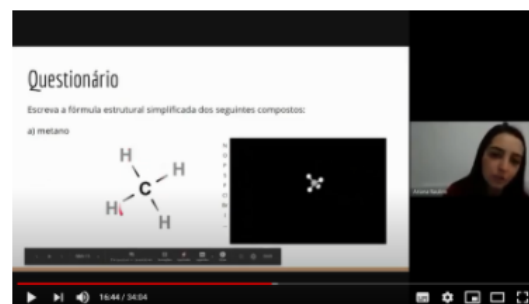 Questionário
Escreva a fórmula estrutural simplificada dos seguintes compostos:
a) metano
H
H
C
H
H
16:44 / 34:04